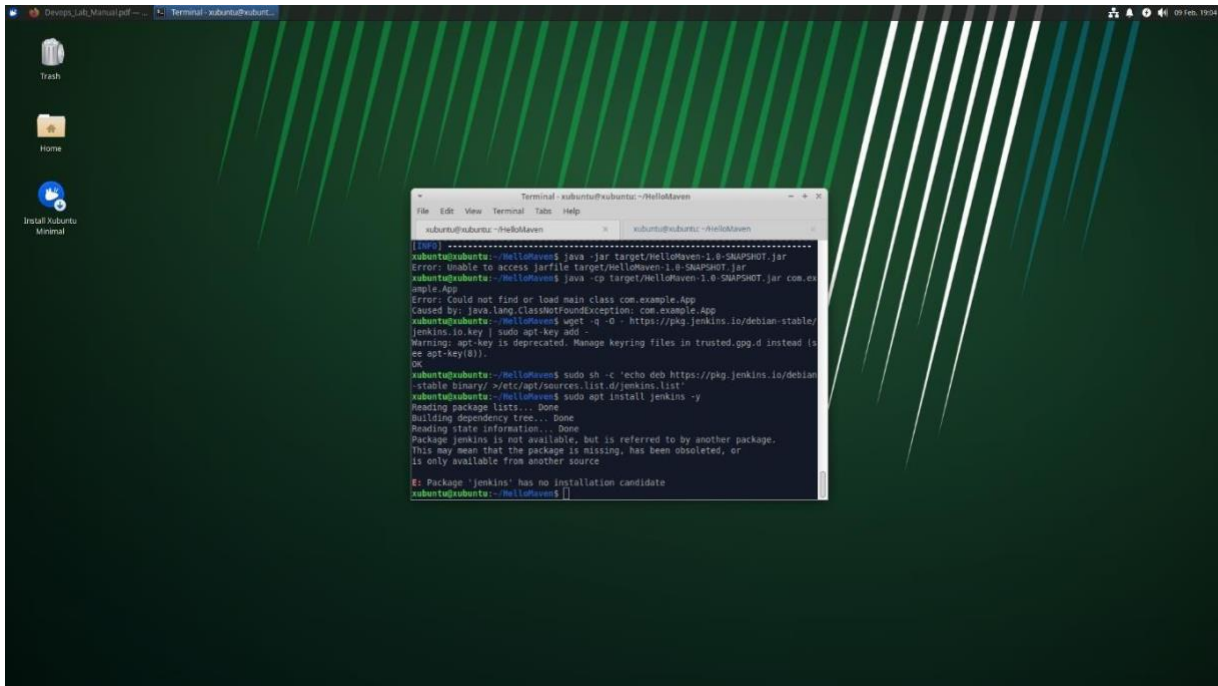 Devops_Lab_Manual.pdf — ...
Terminal - xubuntu@xubunt...
09 Feb, 19:04
Trash
Home
Install Xubuntu
Minimal
Terminal - xubuntu@xubuntu: ~/HelloMaven
File Edit View Terminal Tabs Help
xubuntu@xubuntu: ~/HelloMaven
xubuntu@xubuntu: ~/HelloMaven
[INFO] ------------------------------------------------------------------------
xubuntu@xubuntu:~/HelloMaven$ java -jar target/HelloMaven-1.0-SNAPSHOT.jar
Error: Unable to access jarfile target/HelloMaven-1.0-SNAPSHOT.jar
xubuntu@xubuntu:~/HelloMaven$ java -cp target/HelloMaven-1.0-SNAPSHOT.jar com.ex
ample.App
Error: Could not find or load main class com.example.App
Caused by: java.lang.ClassNotFoundException: com.example.App
xubuntu@xubuntu:~/HelloMaven$ wget -q -O - https://pkg.jenkins.io/debian-stable/
jenkins.io.key | sudo apt-key add -
Warning: apt-key is deprecated. Manage keyring files in trusted.gpg.d instead (s
ee apt-key(8)).
OK
xubuntu@xubuntu:~/HelloMaven$ sudo sh -c 'echo deb https://pkg.jenkins.io/debian
-stable binary/ >/etc/apt/sources.list.d/jenkins.list'
xubuntu@xubuntu:~/HelloMaven$ sudo apt install jenkins -y
Reading package lists... Done
Building dependency tree... Done
Reading state information... Done
Package jenkins is not available, but is referred to by another package.
This may mean that the package is missing, has been obsoleted, or
is only available from another source
E: Package 'jenkins' has no installation candidate
xubuntu@xubuntu:~/HelloMaven$